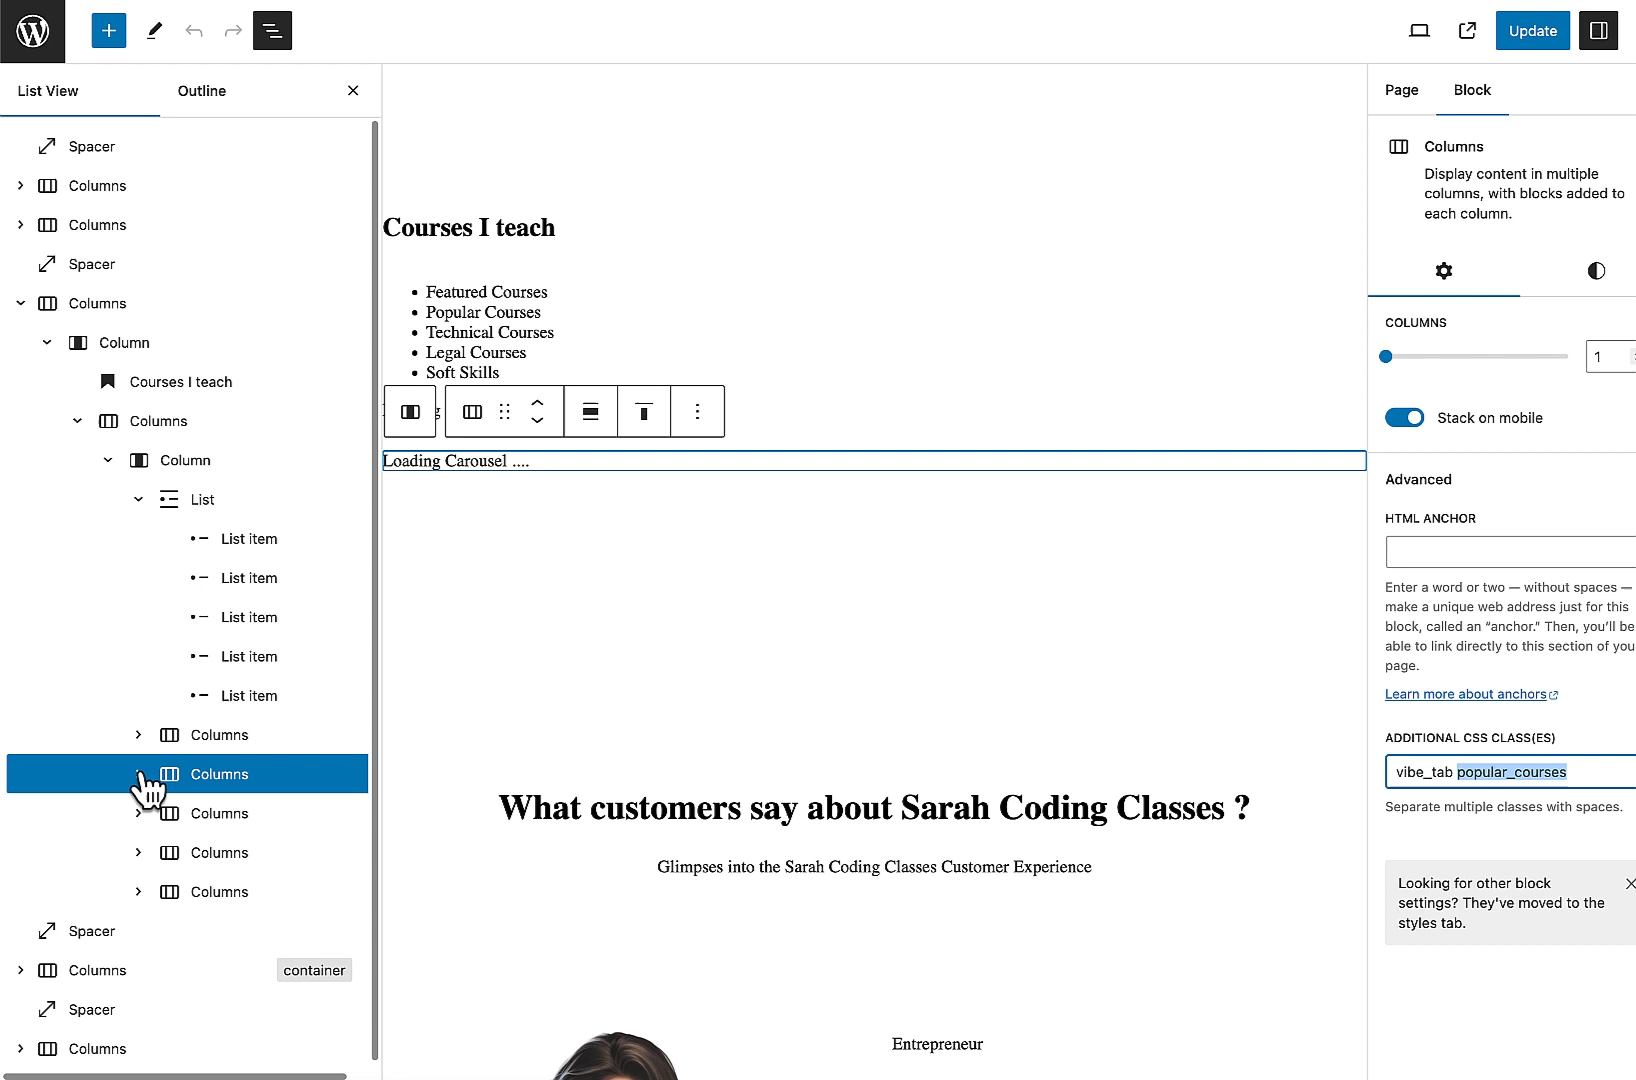 Update
List View
Outline
Spacer
Columns
Columns
Spacer
Columns
Column
Courses I teach
Columns
Column
List
List item
List item
List item
List item
List item
Columns
Columns
Columns
Columns
Columns
Spacer
Columns
container
Spacer
Columns
Courses I teach
Featured Courses
Popular Courses
Technical Courses
Legal Courses
Soft Skills
Loading Carousel ....
What customers say about Sarah Coding Classes ?
Glimpses into the Sarah Coding Classes Customer Experience
Entrepreneur
Page
Block
Columns
Display content in multiple
columns, with blocks added to
each column.
COLUMNS
1
Stack on mobile
Advanced
HTML ANCHOR
Enter a word or two — without spaces —
make a unique web address just for this
block, called an “anchor.” Then, you’ll be
able to link directly to this section of you
page.
Learn more about anchors
ADDITIONAL CSS CLASS(ES)
vibe_tab popular_courses
Separate multiple classes with spaces.
Looking for other block
settings? They've moved to the
styles tab.